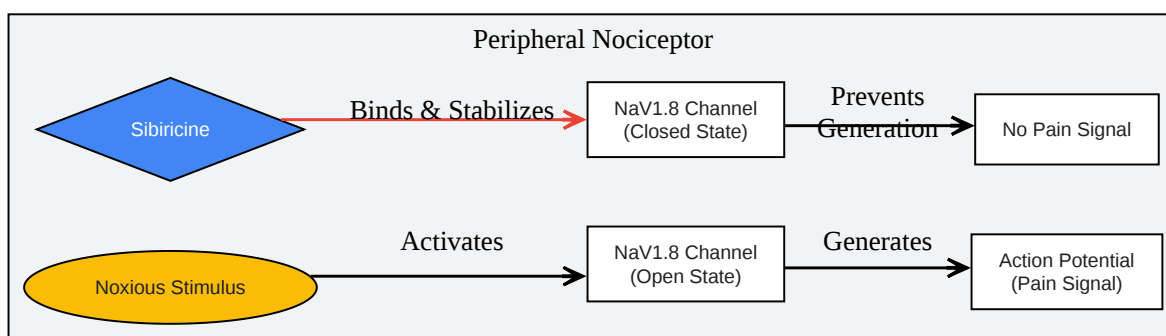 Peripheral Nociceptor
Sibiricine
Binds & Stabilizes
NaV1.8 Channel
(Closed State)
Prevents
Generation
No Pain Signal
Noxious Stimulus
Activates
NaV1.8 Channel
(Open State)
Generates
Action Potential
(Pain Signal)